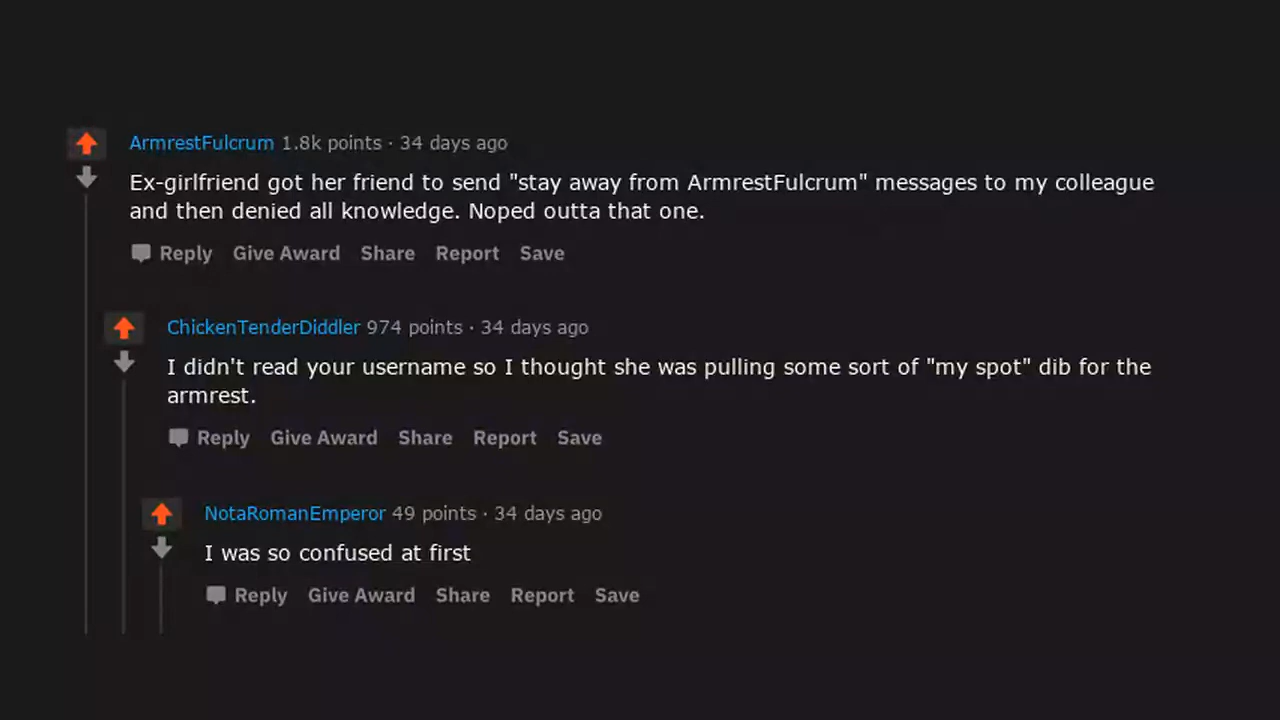 ArmrestFulcrum 1.8k points · 34 days ago
Ex-girlfriend got her friend to send "stay away from ArmrestFulcrum" messages to my colleague
and then denied all knowledge. Noped outta that one.
Reply Give Award Share Report Save
ChickenTenderDiddler 974 points · 34 days ago
I didn't read your username so I thought she was pulling some sort of "my spot" dib for the
armrest.
Reply Give Award Share Report Save
NotaRomanEmperor 49 points · 34 days ago
I was so confused at first
Reply Give Award Share Report Save